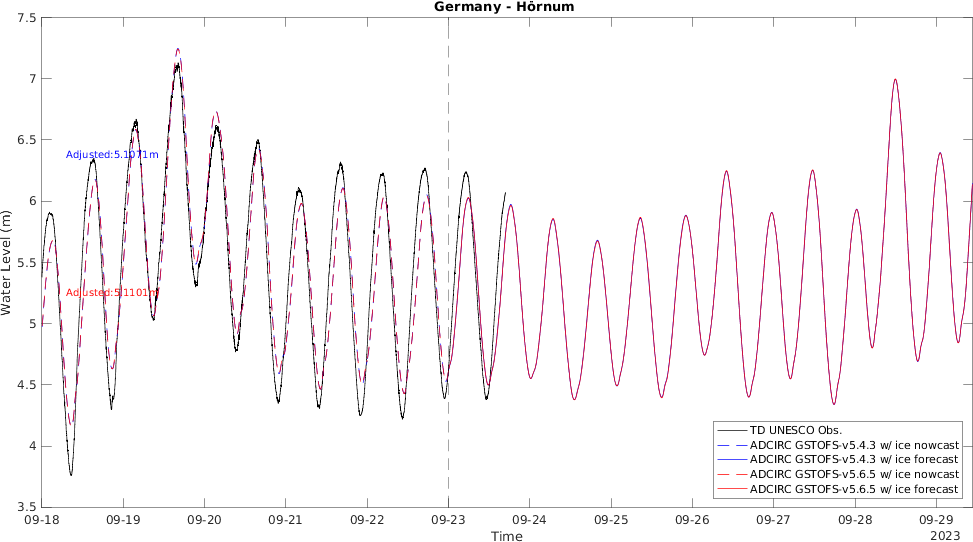 Germany - Hörnum
7.5
7
6.5
6
5.5
5
4.5
4
3.5
Water Level (m)
Adjusted:5.1071m
Adjusted:5.1101m
TD UNESCO Obs.
ADCIRC GSTOFS-v5.4.3 w/ ice nowcast
ADCIRC GSTOFS-v5.4.3 w/ ice forecast
ADCIRC GSTOFS-v5.6.5 w/ ice nowcast
ADCIRC GSTOFS-v5.6.5 w/ ice forecast
09-18 09-19 09-20 09-21 09-22 09-23 09-24 09-25 09-26 09-27 09-28 09-29
2023
Time